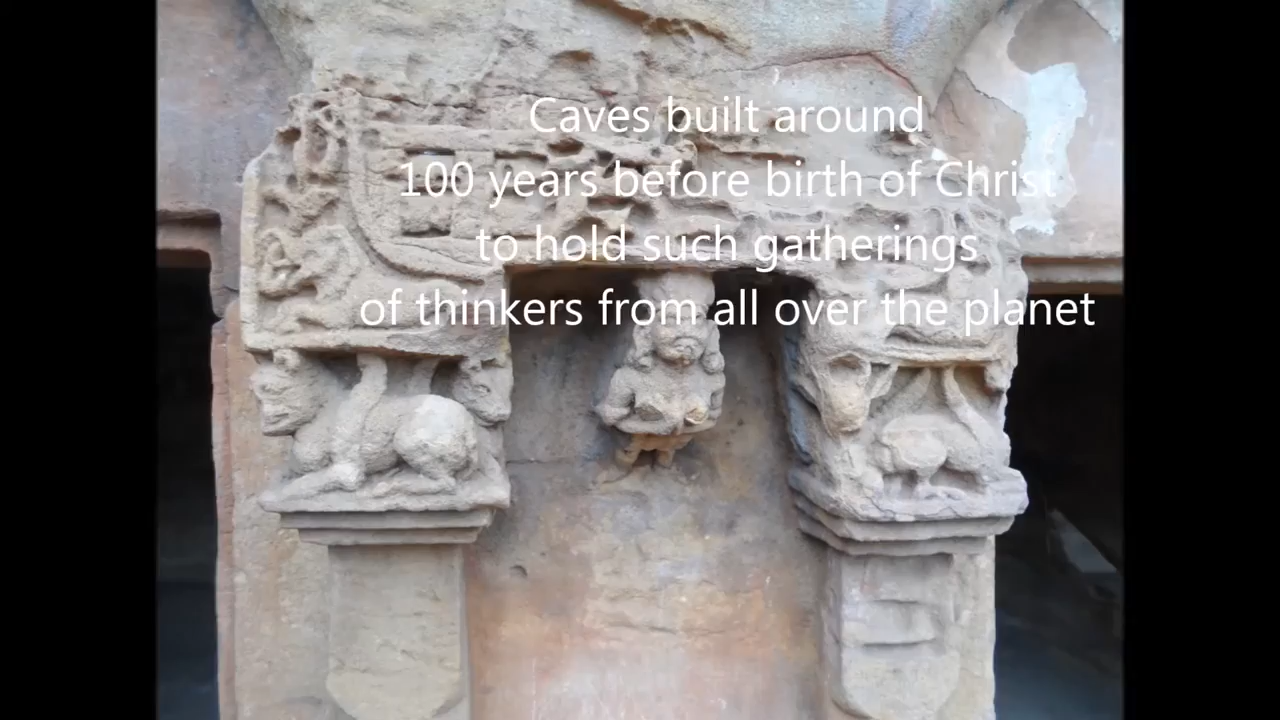 Caves built around
100 years before birth of Christ
to hold such gatherings
of thinkers from all over the planet